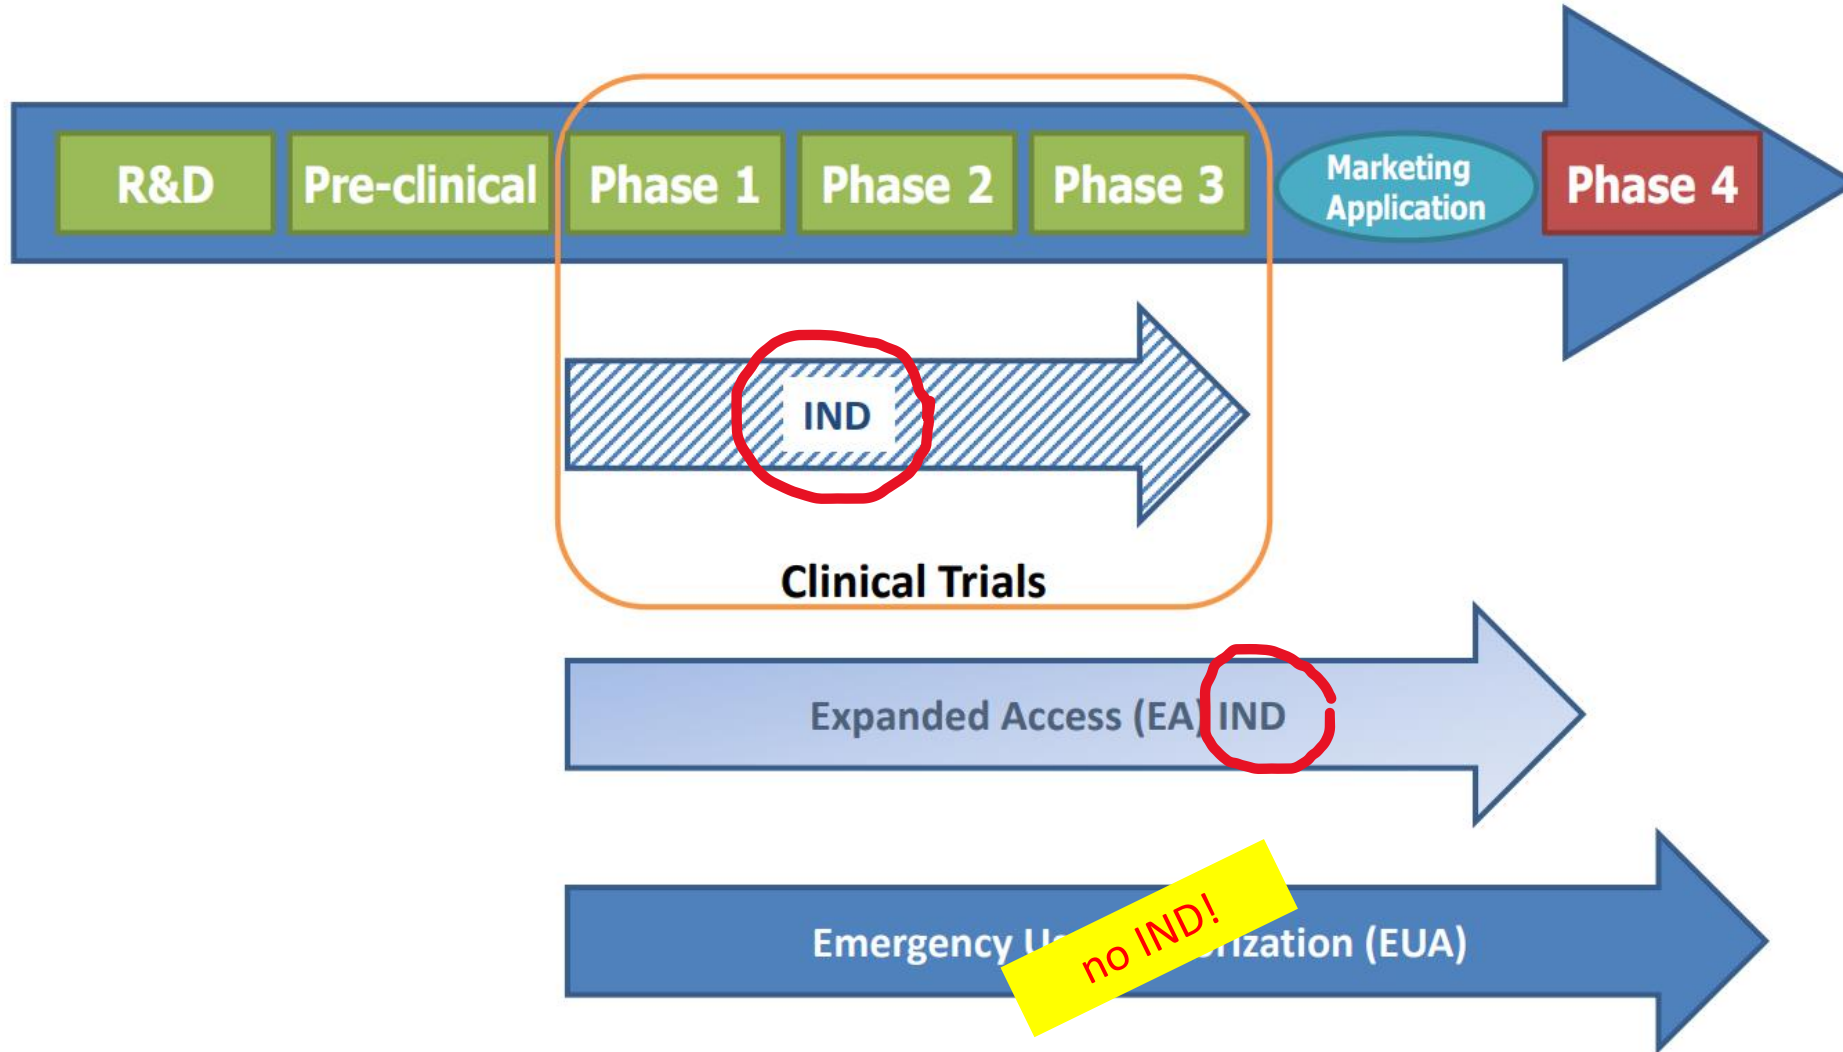 R&D
Pre-clinical
Phase 1
Phase 2
Phase 3
Marketing
Application
Phase 4
IND
Clinical Trials
Expanded Access (EA) IND
Emergency (EUA)
no IND!